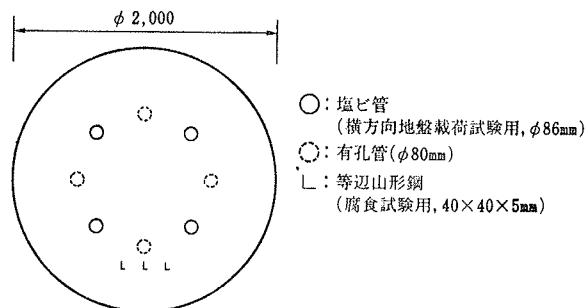 φ 2,000
○: 塩ビ管
(横方向地盤載荷試験用, φ86mm)
◌: 有孔管(φ80mm)
L: 等辺山形鋼
(腐食試験用, 40×40×5mm)
L L L